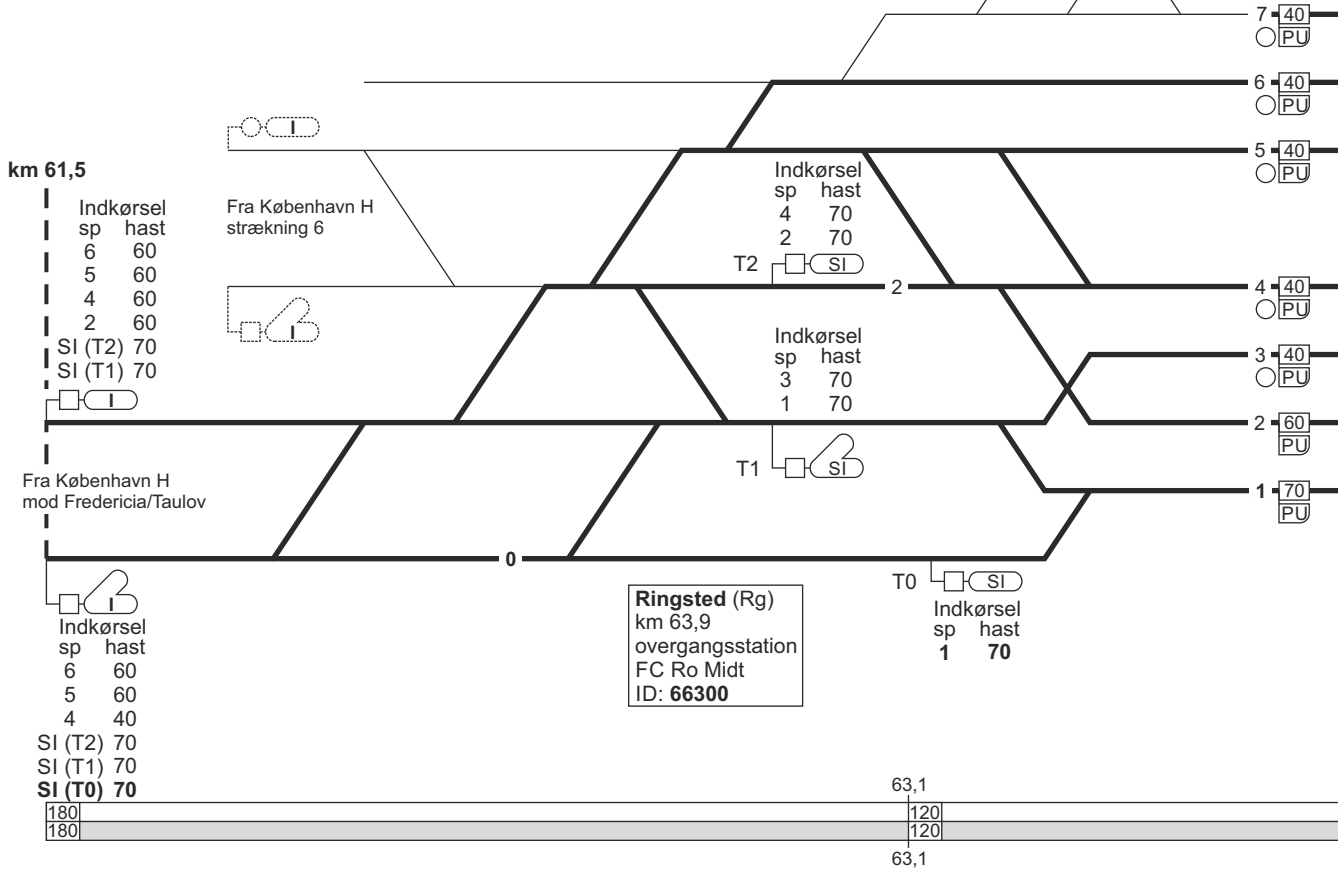 7 40
PU
6 40
PU
I
km 61,5
5 40
PU
Indkørsel
sp hast
6 60
5 60
4 60
2 60
SI (T2) 70
SI (T1) 70
I
Fra København H
strækning 6
I
Indkørsel
sp hast
4 70
2 70
T2 SI
2
4 40
PU
Indkørsel
sp hast
3 70
1 70
T1 SI
3 40
PU
2 60
PU
Fra København H
mod Fredericia/Taulov
1 70
PU
0
I
Indkørsel
sp hast
6 60
5 60
4 40
SI (T2) 70
SI (T1) 70
SI (T0) 70
Ringsted (Rg)
km 63,9
overgangsstation
FC Ro Midt
ID: 66300
T0 SI
Indkørsel
sp hast
1 70
63,1
180 120
180 120
63,1